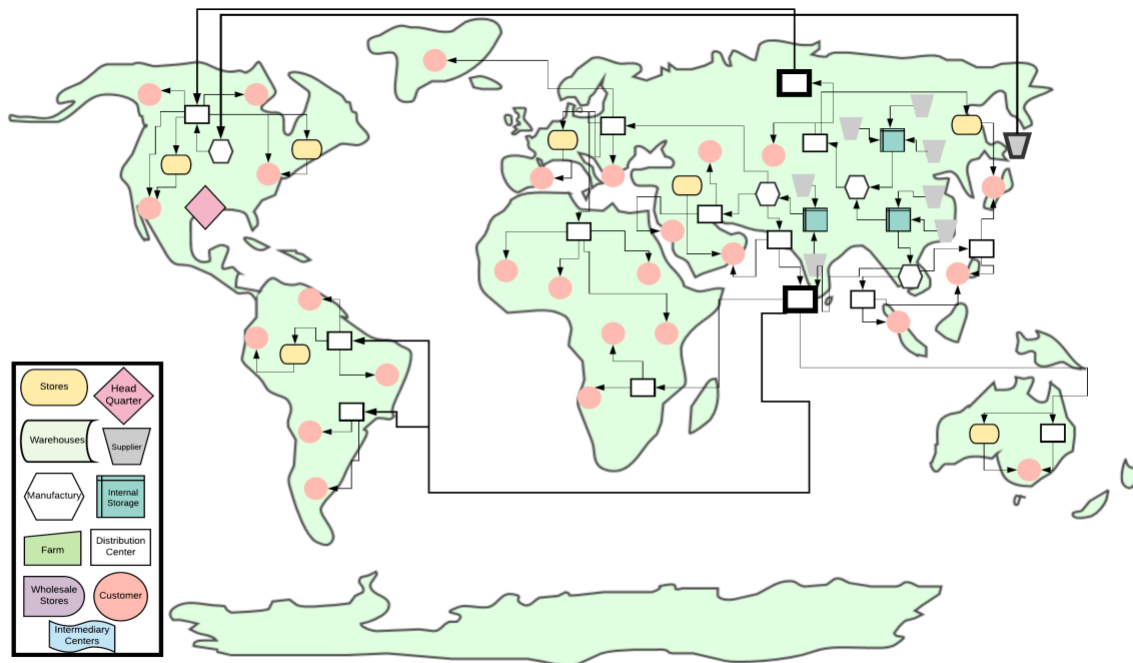 Stores
Head
Quarter
Warehouses
Supplier
Manufactury
Internal
Storage
Farm
Distribution
Center
Wholesale
Stores
Customer
Intermediary
Centers